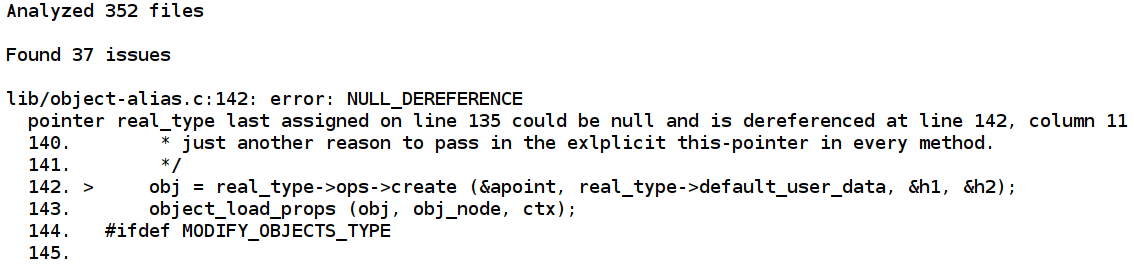 Analyzed 352 files
Found 37 issues
lib/object-alias.c:142: error: NULL_DEREFERENCE
pointer real_type last assigned on line 135 could be null and is dereferenced at line 142, column 11
140. * just another reason to pass in the exlplicit this-pointer in every method.
141. */
142. > obj = real_type->ops->create (&apoint, real_type->default_user_data, &h1, &h2);
143. object_load_props (obj, obj_node, ctx);
144. #ifdef MODIFY_OBJECTS_TYPE
145.